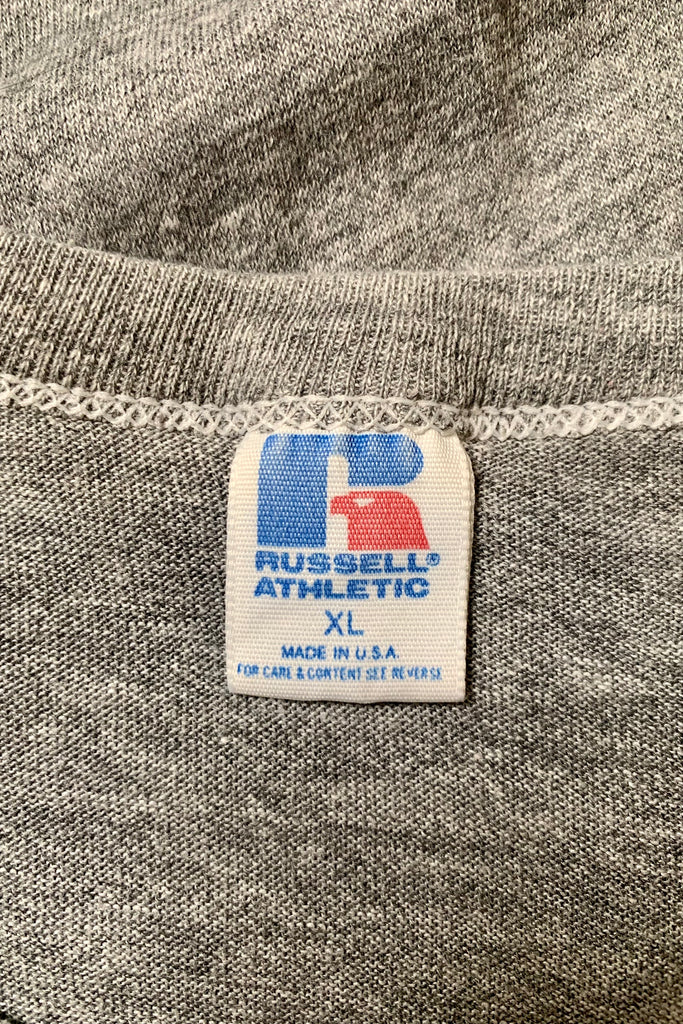 RUSSELL®
ATHLETIC
XL
MADE IN U.S.A.
FOR CARE & CONTENT SEE REVERSE